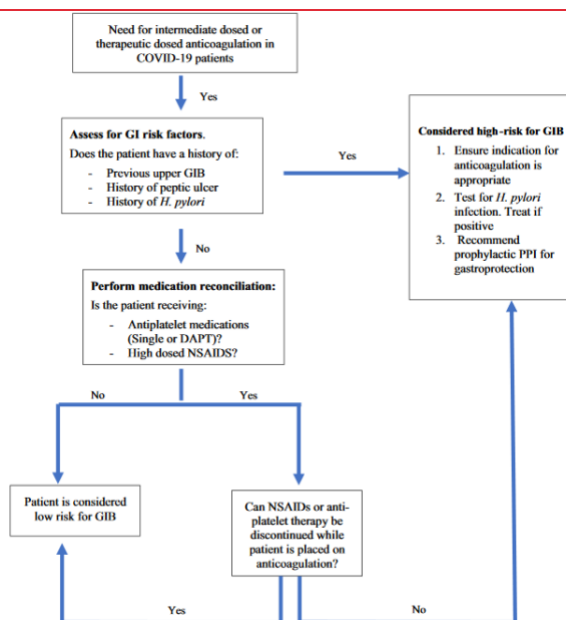 Need for intermediate dosed or
therapeutic dosed anticoagulation in
COVID-19 patients
Yes
Assess for GI risk factors.
Does the patient have a history of:
- Previous upper GIB
- History of peptic ulcer
- History of H. pylori
Yes
Considered high-risk for GIB
1. Ensure indication for
anticoagulation is
appropriate
2. Test for H. pylori
infection. Treat if
positive
3. Recommend
prophylactic PPI for
gastroprotection
No
Perform medication reconciliation:
Is the patient receiving:
- Antiplatelet medications
(Single or DAPT)?
- High dosed NSAIDS?
No
Yes
Patient is considered
low risk for GIB
Can NSAIDs or anti-
platelet therapy be
discontinued while
patient is placed on
anticoagulation?
Yes
No